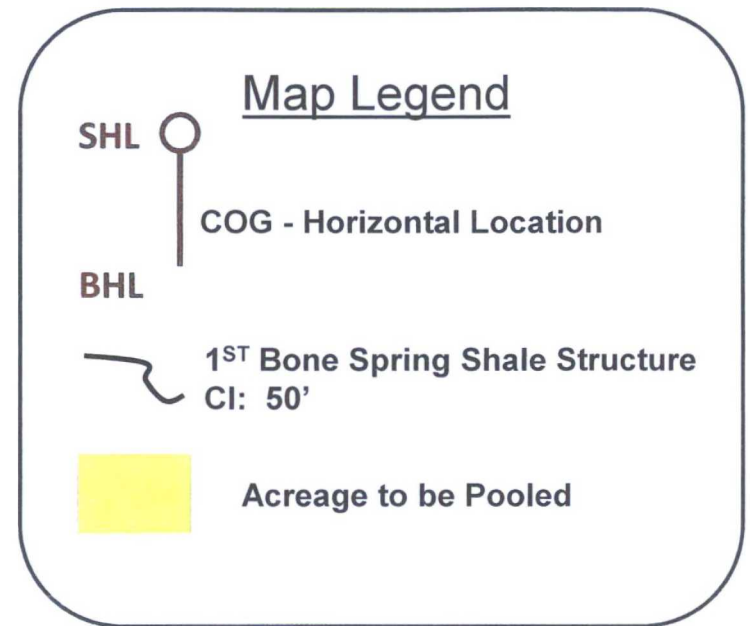 Map Legend
SHL
COG - Horizontal Location
BHL
1ST Bone Spring Shale Structure
CI: 50'
Acreage to be Pooled